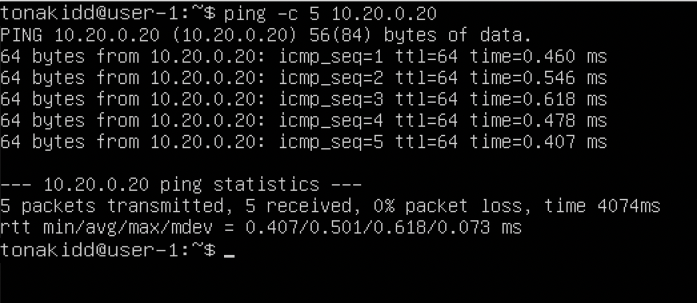 tonakidd@user-1:~$ ping -c 5 10.20.0.20
PING 10.20.0.20 (10.20.0.20) 56(84) bytes of data.
64 bytes from 10.20.0.20: icmp_seq=1 ttl=64 time=0.460 ms
64 bytes from 10.20.0.20: icmp_seq=2 ttl=64 time=0.546 ms
64 bytes from 10.20.0.20: icmp_seq=3 ttl=64 time=0.618 ms
64 bytes from 10.20.0.20: icmp_seq=4 ttl=64 time=0.478 ms
64 bytes from 10.20.0.20: icmp_seq=5 ttl=64 time=0.407 ms
--- 10.20.0.20 ping statistics ---
5 packets transmitted, 5 received, 0% packet loss, time 4074ms
rtt min/avg/max/mdev = 0.407/0.501/0.618/0.073 ms
tonakidd@user-1:~$ _